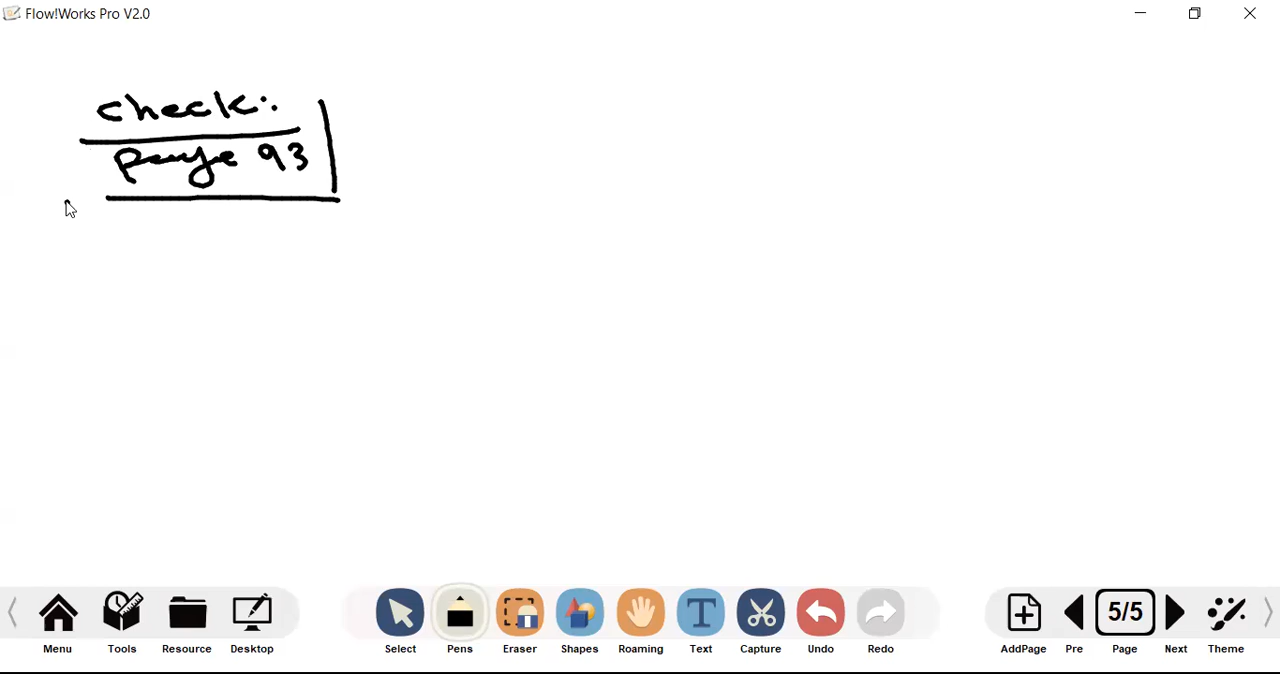 Flow!Works Pro V2.0
check:
page 93
5/5
Menu Tools Resource Desktop Select Pens Eraser Shapes Roaming Text Capture Undo Redo AddPage Pre Page Next Theme